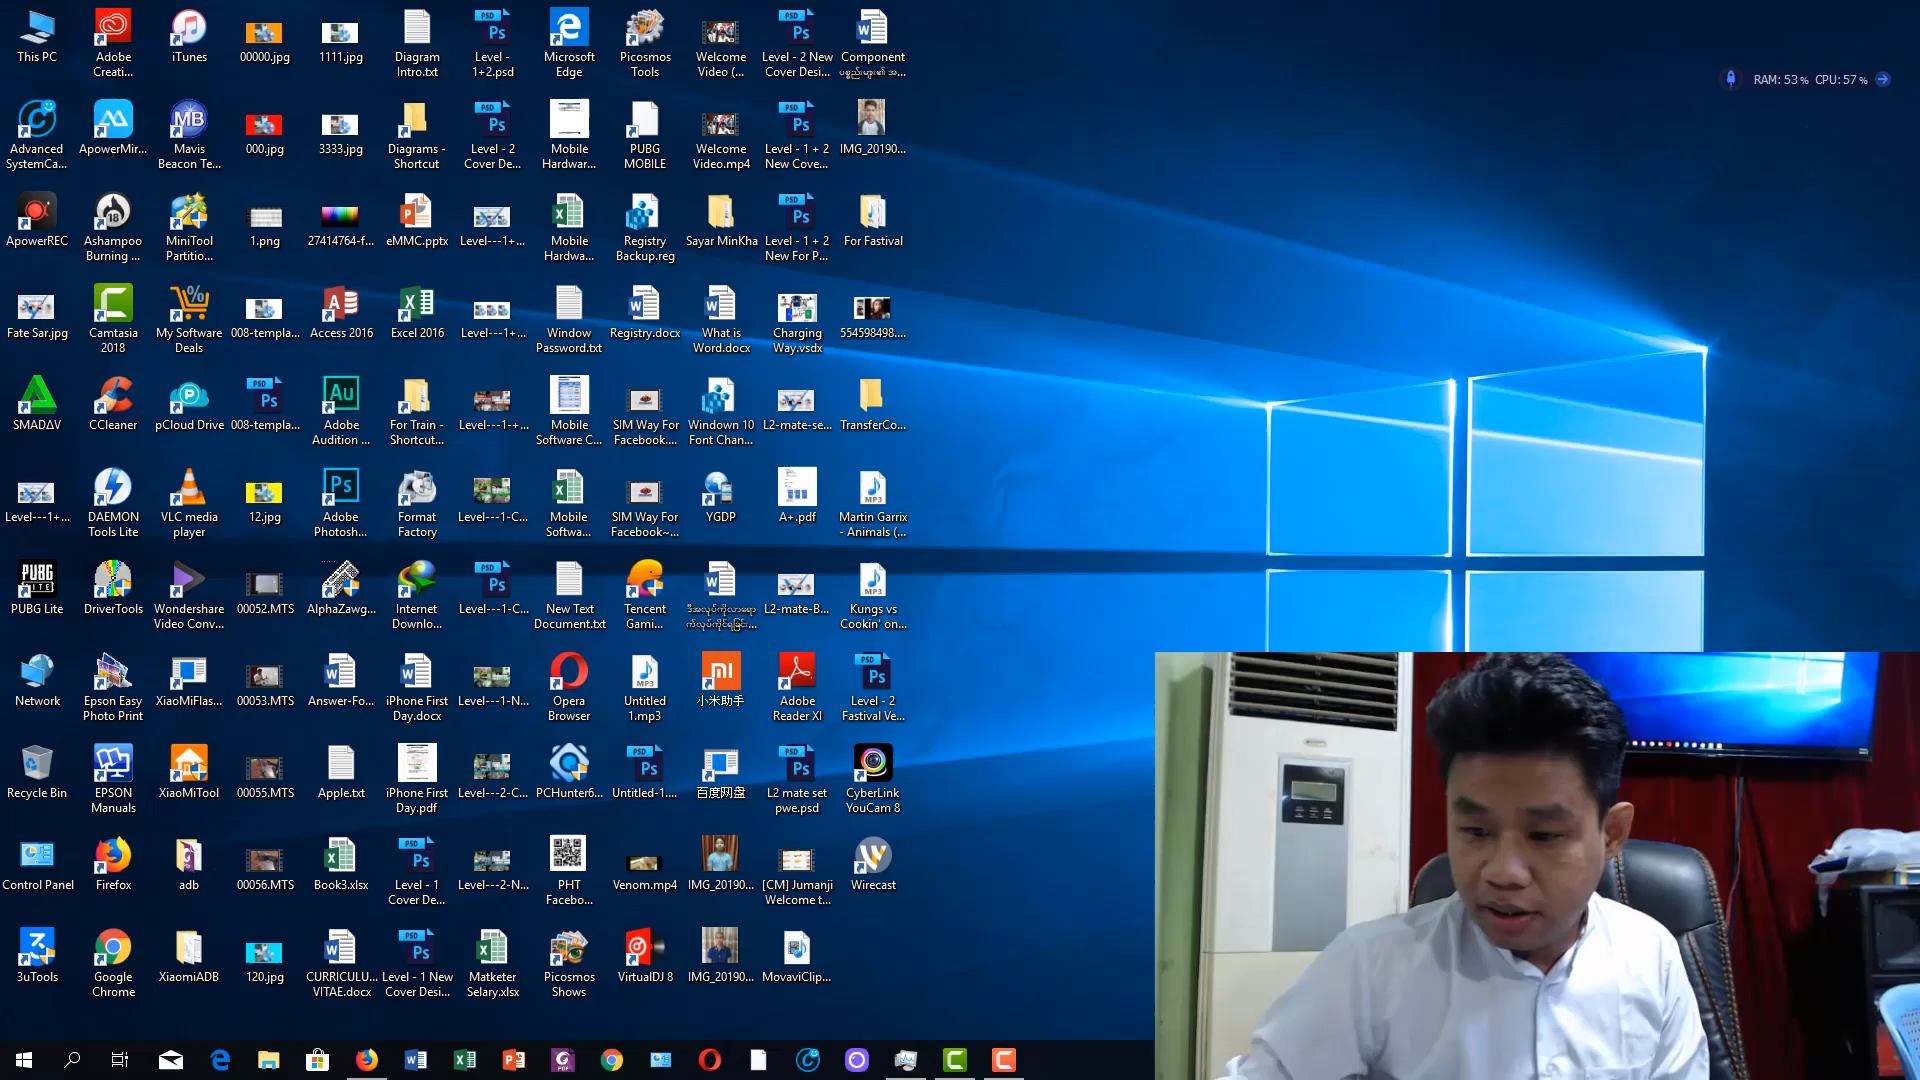 This PC
Adobe
Creati...
iTunes
00000.jpg
1111.jpg
Diagram
Intro.txt
Level -
1+2.psd
Microsoft
Edge
Picosmos
Tools
Welcome
Video (...
Level - 2 New
Cover Desi...
Component
ပစ္စည်းများ၏ အ...
RAM: 53 % CPU: 57 %
Advanced
SystemCa...
ApowerMir...
Mavis
Beacon Te...
000.jpg
3333.jpg
Diagrams -
Shortcut
Level - 2
Cover De...
Mobile
Hardwar...
PUBG
MOBILE
Welcome
Video.mp4
Level - 1 + 2
New Cove...
IMG_20190...
ApowerREC
Ashampoo
Burning ...
MiniTool
Partitio...
1.png
27414764-f...
eMMC.pptx
Level---1+...
Mobile
Hardwa...
Registry
Backup.reg
Sayar MinKha
Level - 1 + 2
New For P...
For Fastival
Fate Sar.jpg
Camtasia
2018
My Software
Deals
008-templa...
Access 2016
Excel 2016
Level---1+...
Window
Password.txt
Registry.docx
What is
Word.docx
Charging
Way.vsdx
554598498....
SMADΔV
CCleaner
pCloud Drive
008-templa...
Adobe
Audition ...
For Train -
Shortcut...
Level---1-+...
Mobile
Software C...
SIM Way For
Facebook....
Windown 10
Font Chan...
L2-mate-se...
TransferCo...
Level---1+...
DAEMON
Tools Lite
VLC media
player
12.jpg
Adobe
Photosh...
Format
Factory
Level---1-C...
Mobile
Softwa...
SIM Way For
Facebook~...
YGDP
A+.pdf
Martin Garrix
- Animals (...
PUBG Lite
DriverTools
Wondershare
Video Conv...
00052.MTS
AlphaZawg...
Internet
Downlo...
Level---1-C...
New Text
Document.txt
Tencent
Gami...
L2-mate-B...
Kungs vs
Cookin' on...
Network
Epson Easy
Photo Print
XiaoMiFlas...
00053.MTS
Answer-Fo...
iPhone First
Day.docx
Level---1-N...
Opera
Browser
Untitled
1.mp3
小米助手
Adobe
Reader XI
Level - 2
Fastival Ve...
Recycle Bin
EPSON
Manuals
XiaoMiTool
00055.MTS
Apple.txt
iPhone First
Day.pdf
Level---2-C...
PCHunter6...
Untitled-1....
百度网盘
L2 mate set
pwe.psd
CyberLink
YouCam 8
Control Panel
Firefox
adb
00056.MTS
Book3.xlsx
Level - 1
Cover De...
Level---2-N...
PHT
Facebo...
Venom.mp4
IMG_20190...
[CM] Jumanji
Welcome t...
Wirecast
3uTools
Google
Chrome
XiaomiADB
120.jpg
CURRICULU...
VITAE.docx
Level - 1 New
Cover Desi...
Matketer
Selary.xlsx
Picosmos
Shows
VirtualDJ 8
IMG_20190...
MovaviClip...